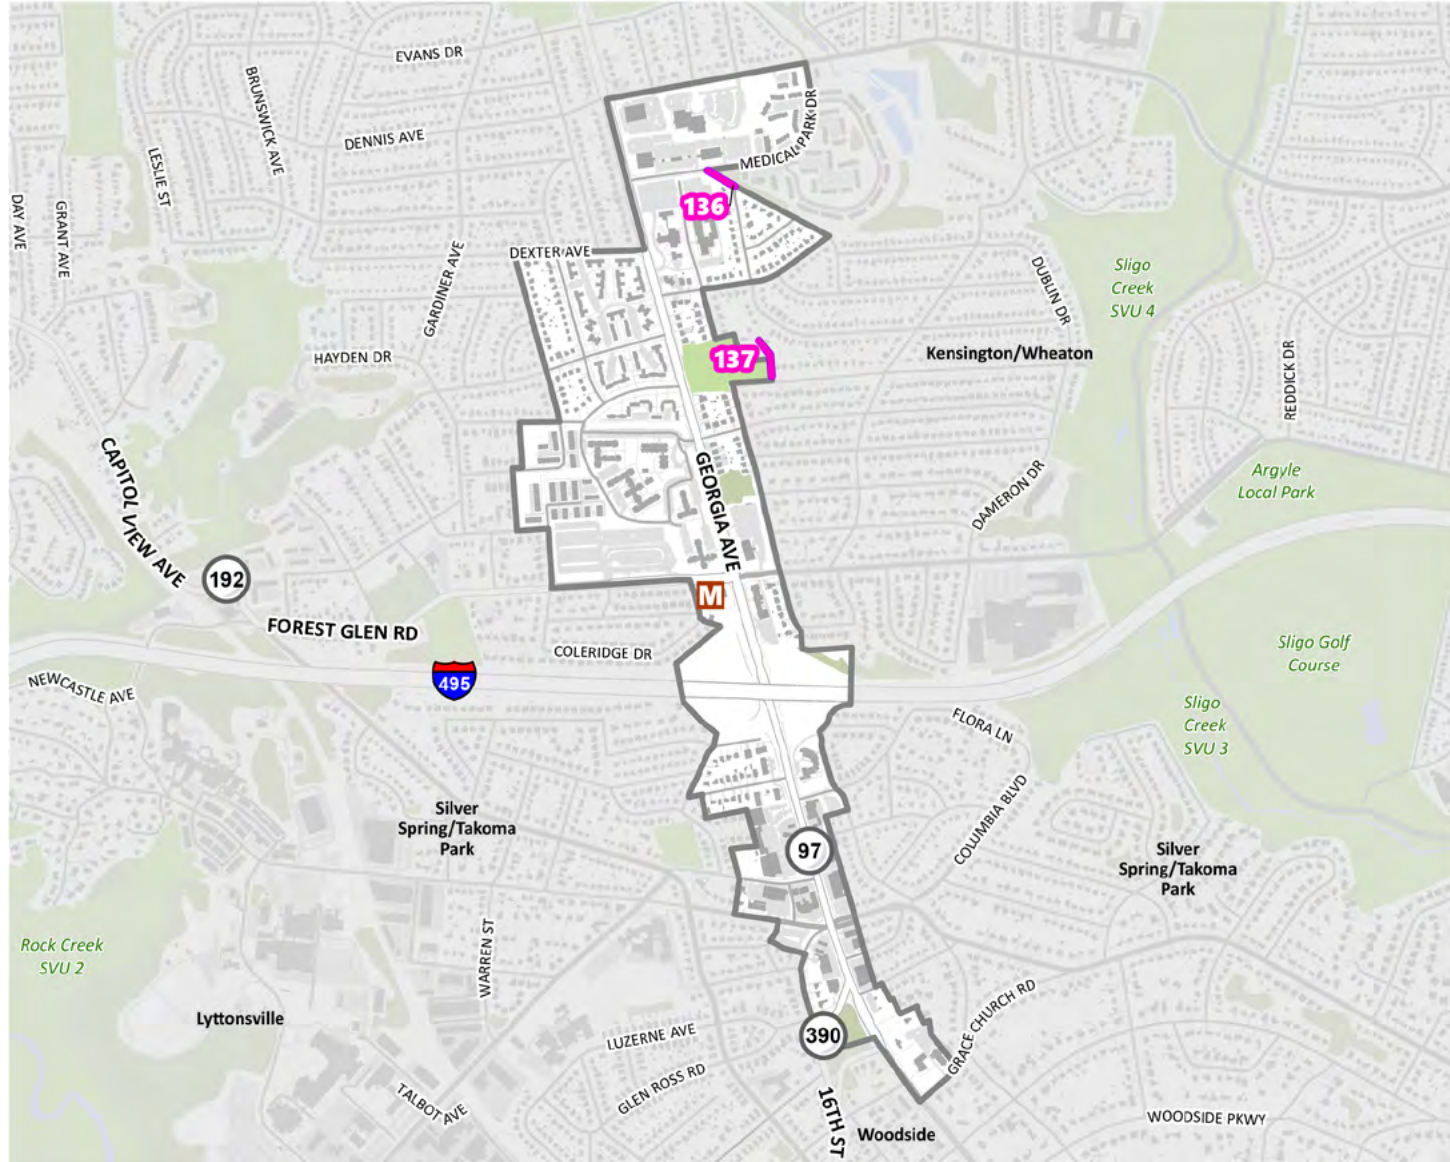 EVANS DR
BRUNSWICK AVE
DENNIS AVE
LESLIE ST
MEDICAL PARK DR
136
DAY AVE
GRANT AVE
GARDINER AVE
DEXTER AVE
DUBLIN DR
Sligo
Creek
SVU 4
HAYDEN DR
137
Kensington/Wheaton
REDDICK DR
CAPITOL VIEW AVE
GEORGIA AVE
DAMERON DR
Argyle
Local Park
192
M
FOREST GLEN RD
COLERIDGE DR
Sligo Golf
Course
495
NEWCASTLE AVE
FLORA LN
Sligo
Creek
SVU 3
COLUMBIA BLVD
Silver
Spring/Takoma
Park
97
Silver
Spring/Takoma
Park
Rock Creek
SVU 2
WARREN ST
Lyttonsville
LUZERNE AVE
390
GRACE CHURCH RD
GLEN ROSS RD
TALBOT AVE
16TH ST
Woodside
WOODSIDE PKWY